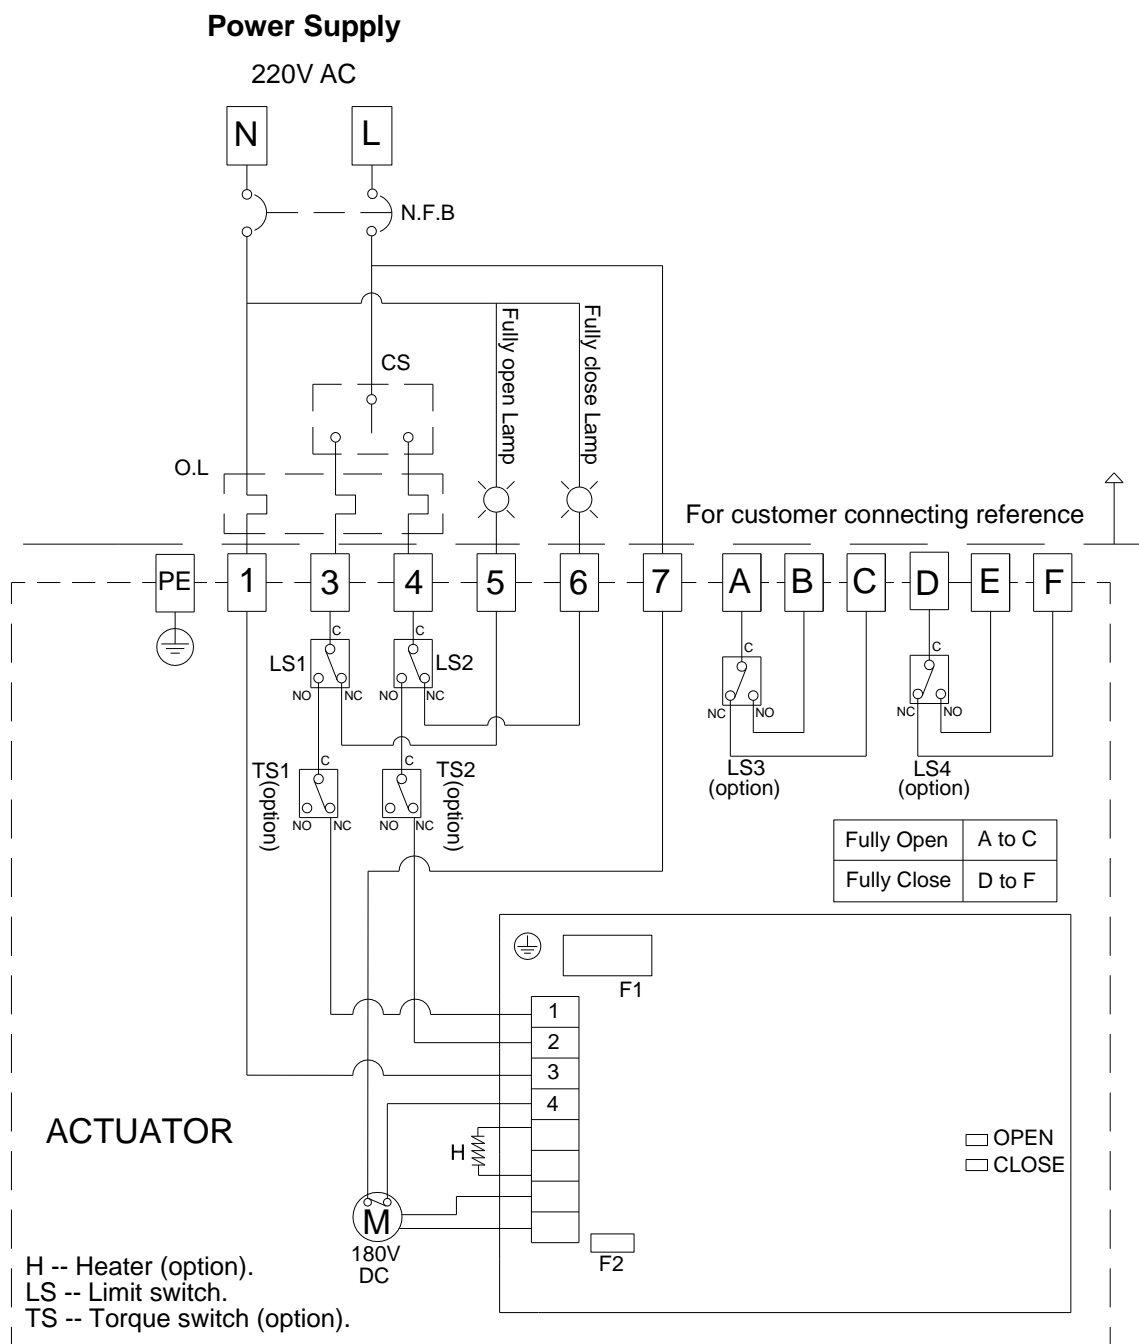 Power Supply
220V AC
N L
N.F.B
CS
Fully open Lamp
Fully close Lamp
O.L
For customer connecting reference
PE 1 3 4 5 6 7 A B C D E F
C C C C
LS1 LS2
NO NC NO NC
NC NO NC NO
LS3
(option)
LS4
(option)
C C
TS1
(option)
TS2
(option)
NO NC NO NC
Fully Open A to C
Fully Close D to F
F1
1
2
3
4
ACTUATOR
H
OPEN
CLOSE
M
180V
DC
F2
H -- Heater (option).
LS -- Limit switch.
TS -- Torque switch (option).